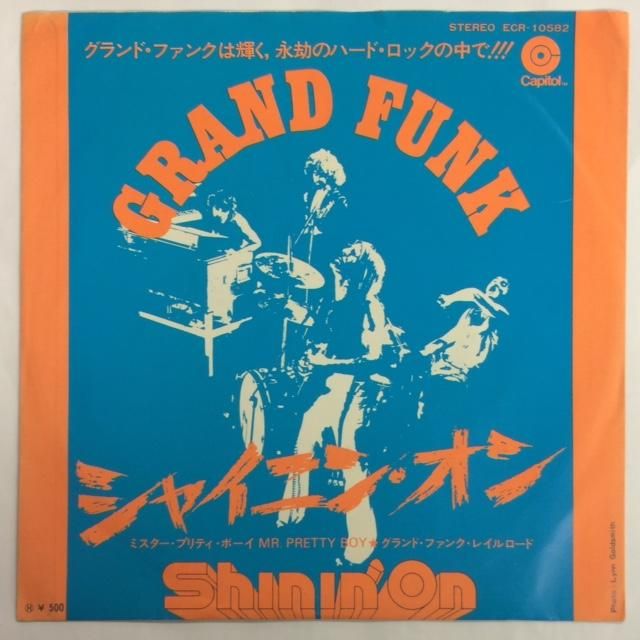 STEREO ECR-10582
グランド・ファンクは輝く,永劫のハード・ロックの中で!!!
Capitol™
GRAND FUNK
シャイニン・オン
ミスター・プリティ・ボーイ MR. PRETTY BOY★グランド・ファンク・レイルロード
Shinin' On
Ⓗ ¥500
Photo: Lynn Goldsmith